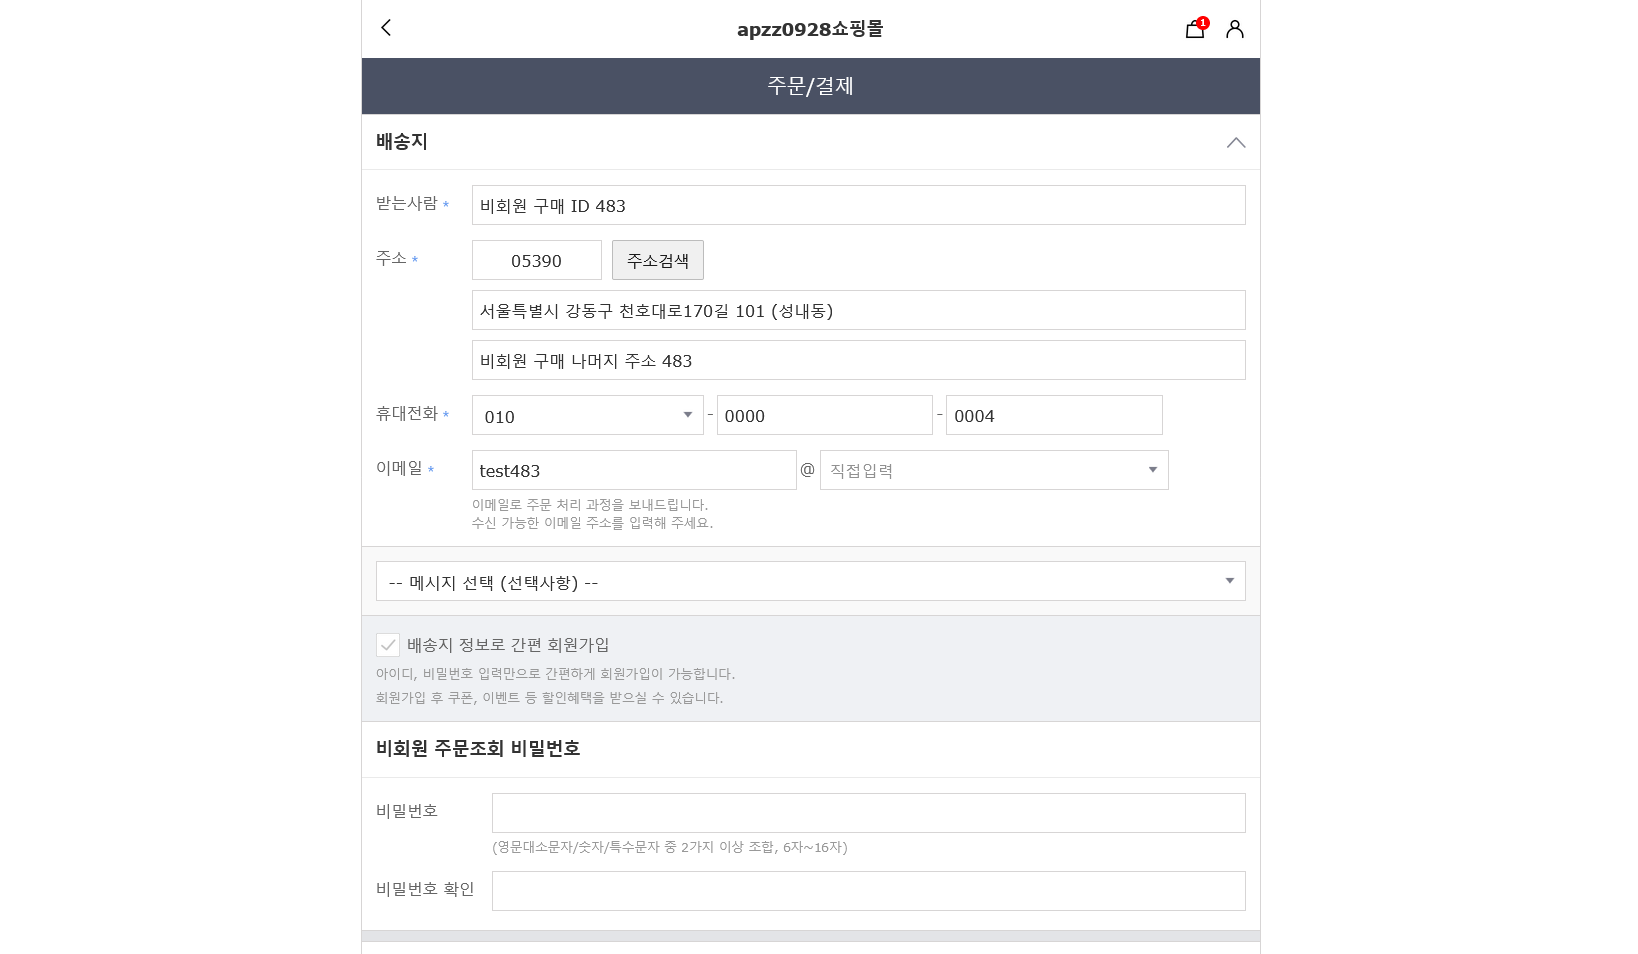 apzz0928쇼핑몰
1
주문/결제
배송지
받는사람 *
비회원 구매 ID 483
주소 *
05390
주소검색
서울특별시 강동구 천호대로170길 101 (성내동)
비회원 구매 나머지 주소 483
휴대전화 *
010 - 0000 - 0004
이메일 *
test483 @ 직접입력
이메일로 주문 처리 과정을 보내드립니다.
수신 가능한 이메일 주소를 입력해 주세요.
-- 메시지 선택 (선택사항) --
배송지 정보로 간편 회원가입
아이디, 비밀번호 입력만으로 간편하게 회원가입이 가능합니다.
회원가입 후 쿠폰, 이벤트 등 할인혜택을 받으실 수 있습니다.
비회원 주문조회 비밀번호
비밀번호
(영문대소문자/숫자/특수문자 중 2가지 이상 조합, 6자~16자)
비밀번호 확인